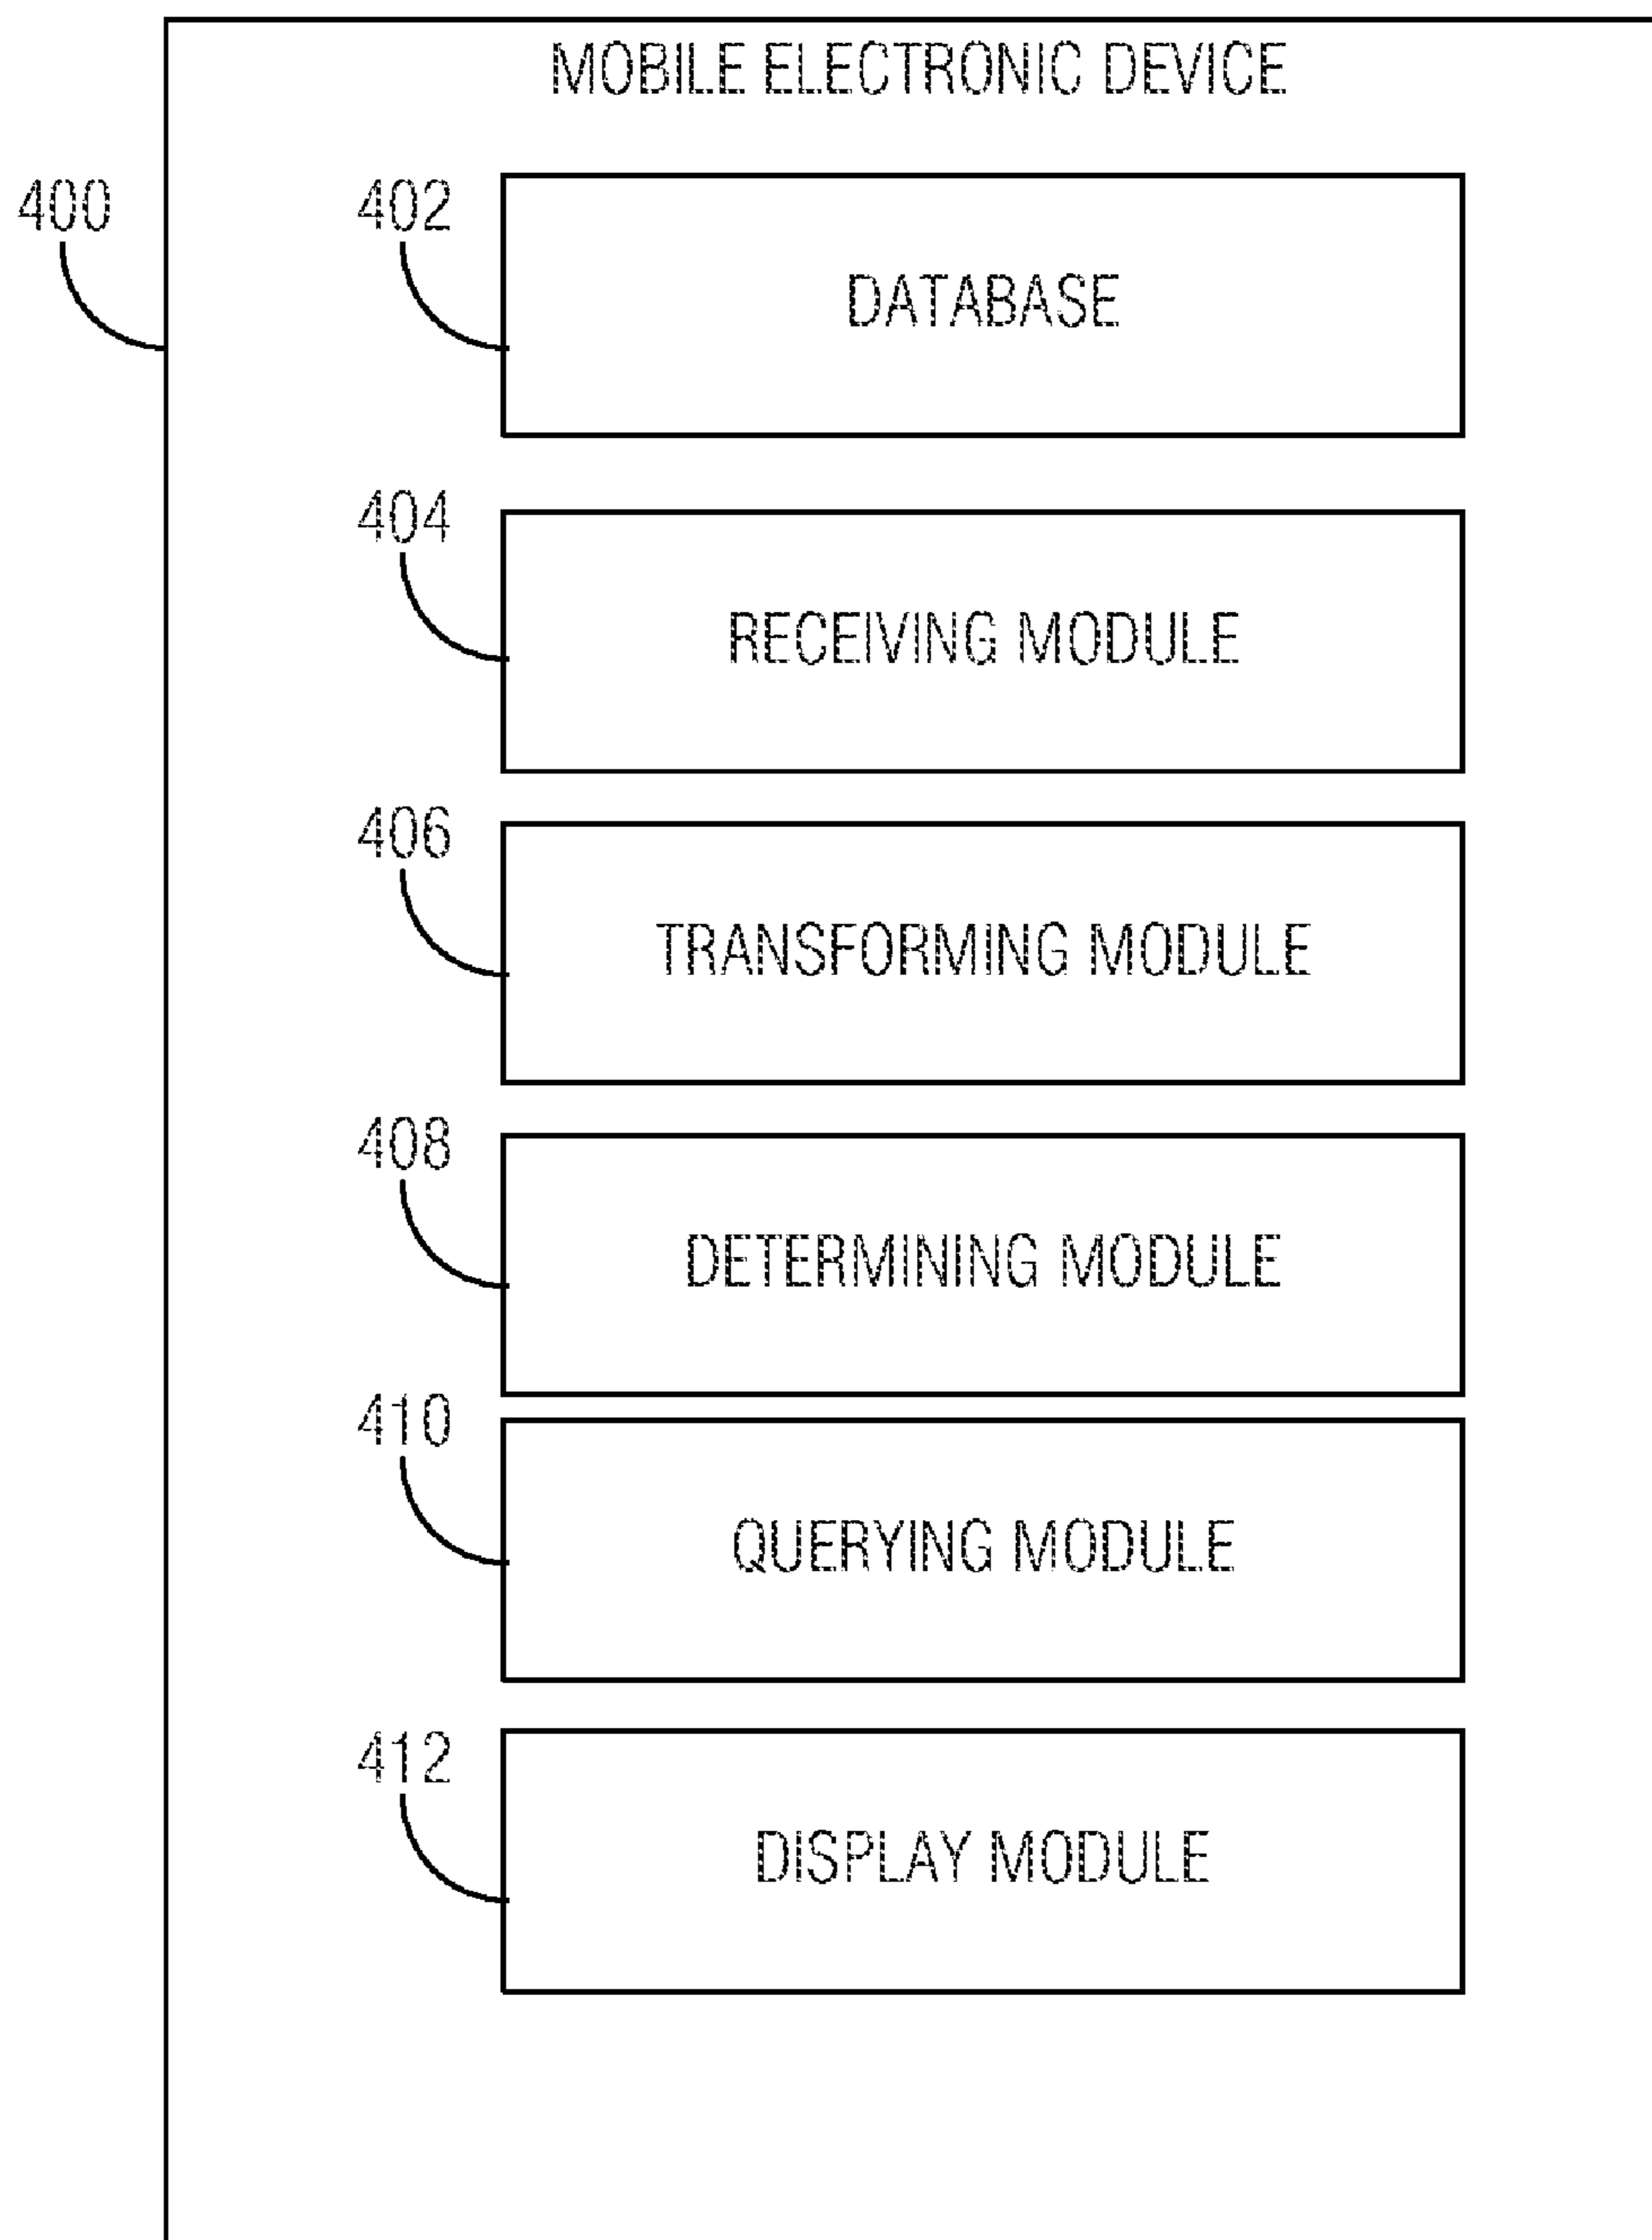 MOBILE ELECTRONIC DEVICE
400
402
DATABASE
404
RECEIVING MODULE
406
TRANSFORMING MODULE
408
DETERMINING MODULE
410
QUERYING MODULE
412
DISPLAY MODULE